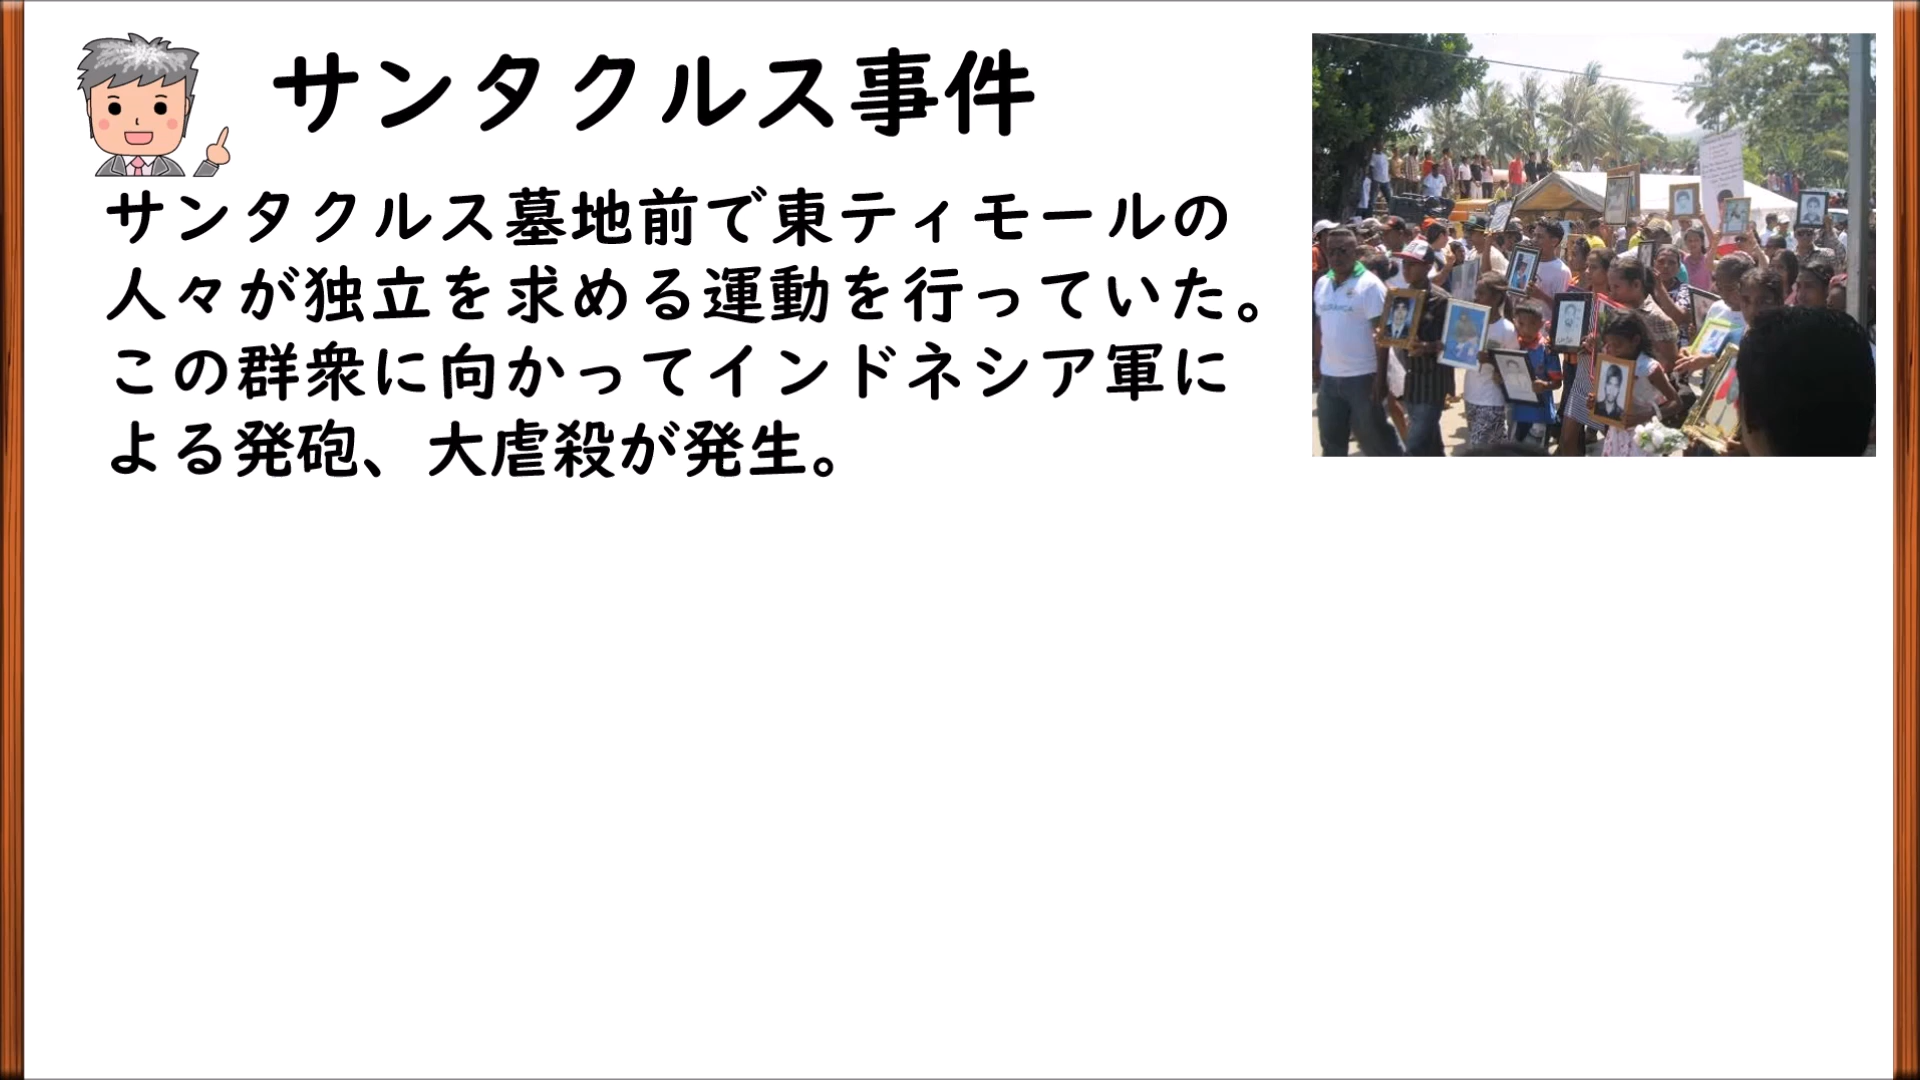 サンタクルス事件
サンタクルス墓地前で東ティモールの
人々が独立を求める運動を行っていた。
この群衆に向かってインドネシア軍に
よる発砲、大虐殺が発生。